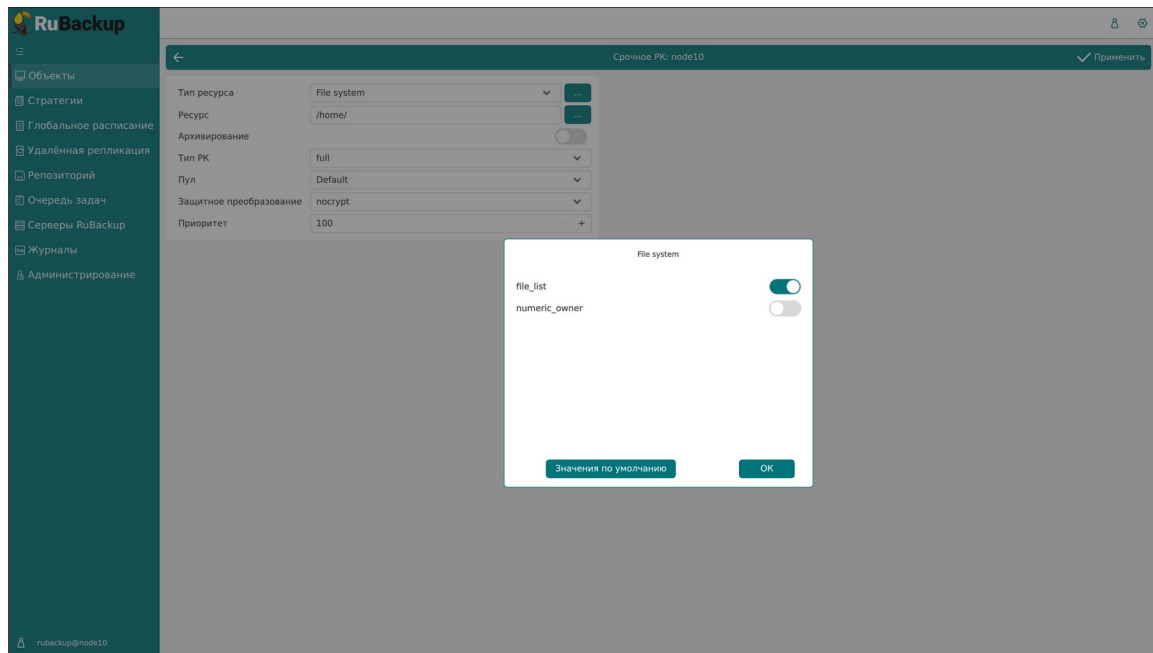 RuBackup
Срочное РК: node10
Применить
Объекты
Стратегии
Глобальное расписание
Удалённая репликация
Репозиторий
Очередь задач
Серверы RuBackup
Журналы
Администрирование
Тип ресурса File system ...
Ресурс /home/ ...
Архивирование
Тип РК full
Пул Default
Защитное преобразование nocrypt
Приоритет 100 - +
File system
file_list
numeric_owner
Значения по умолчанию OK
rubackup@node10